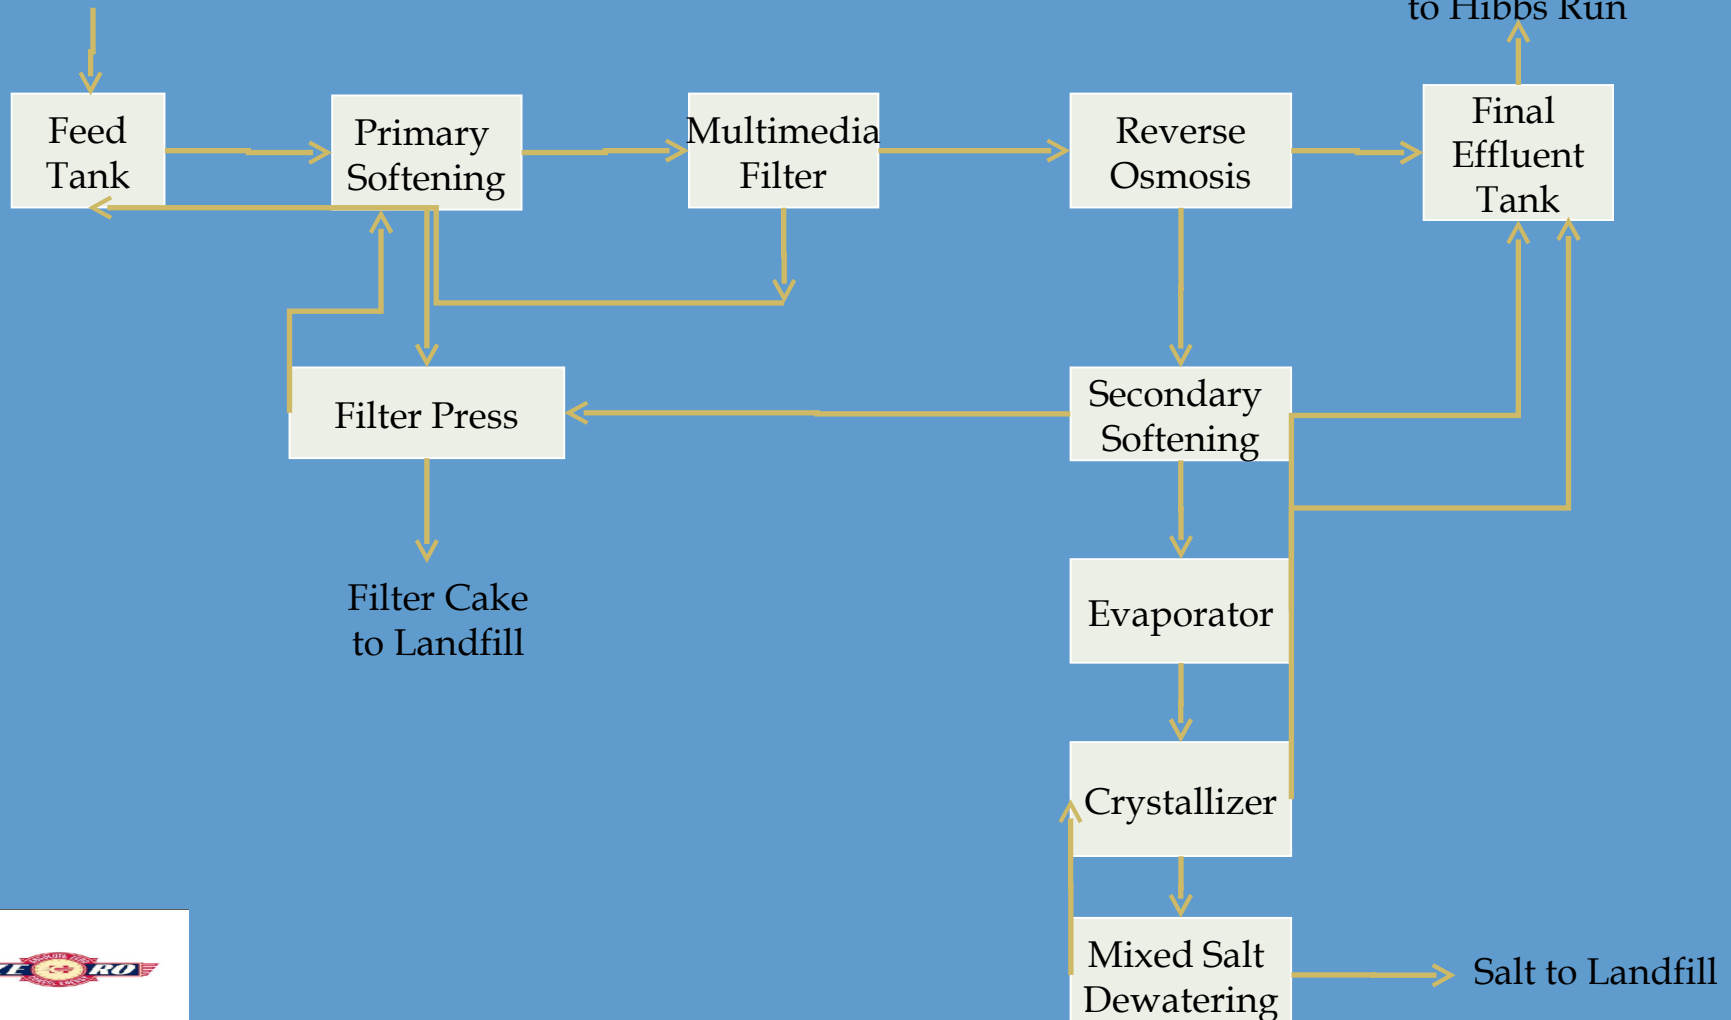 to Hibbs Run
Feed
Tank
Primary
Softening
Multimedia
Filter
Reverse
Osmosis
Final
Effluent
Tank
Filter Press
Secondary
Softening
Filter Cake
to Landfill
Evaporator
Crystallizer
Mixed Salt
Dewatering
Salt to Landfill
RO